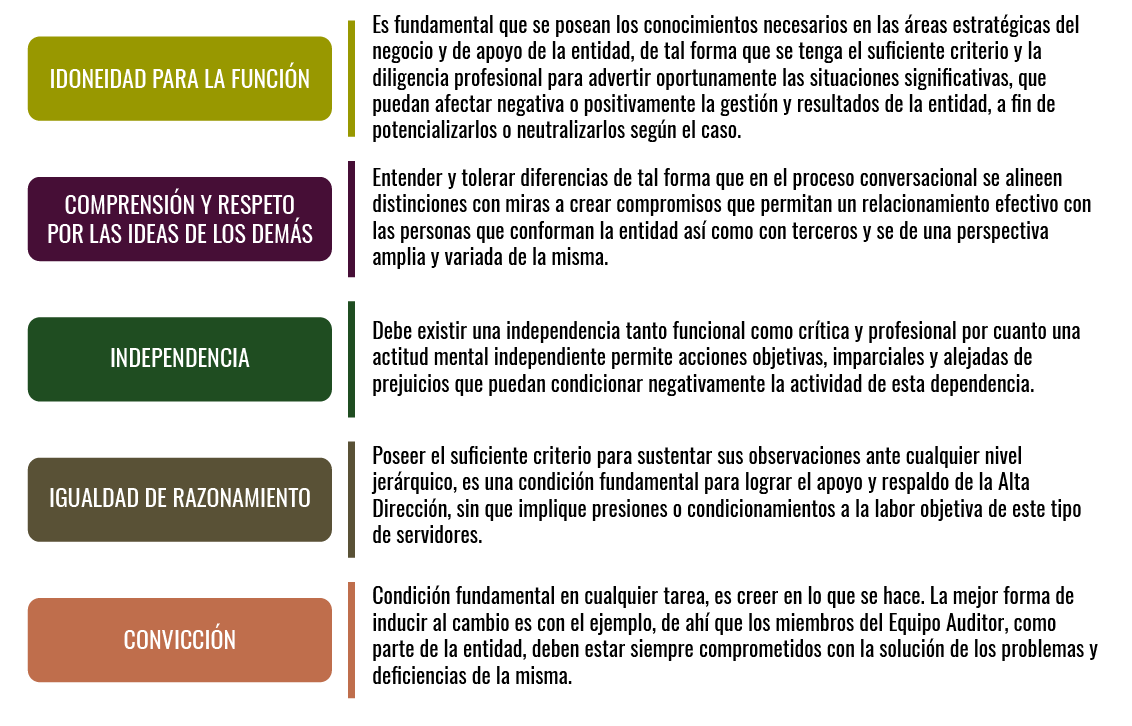 IDONEIDAD PARA LA FUNCIÓN
Es fundamental que se posean los conocimientos necesarios en las áreas estratégicas del
negocio y de apoyo de la entidad, de tal forma que se tenga el suficiente criterio y la
diligencia profesional para advertir oportunamente las situaciones significativas, que
puedan afectar negativa o positivamente la gestión y resultados de la entidad, a fin de
potencializarlos o neutralizarlos según el caso.
COMPRENSIÓN Y RESPETO
POR LAS IDEAS DE LOS DEMÁS
Entender y tolerar diferencias de tal forma que en el proceso conversacional se alineen
distinciones con miras a crear compromisos que permitan un relacionamiento efectivo con
las personas que conforman la entidad así como con terceros y se de una perspectiva
amplia y variada de la misma.
INDEPENDENCIA
Debe existir una independencia tanto funcional como crítica y profesional por cuanto una
actitud mental independiente permite acciones objetivas, imparciales y alejadas de
prejuicios que puedan condicionar negativamente la actividad de esta dependencia.
IGUALDAD DE RAZONAMIENTO
Poseer el suficiente criterio para sustentar sus observaciones ante cualquier nivel
jerárquico, es una condición fundamental para lograr el apoyo y respaldo de la Alta
Dirección, sin que implique presiones o condicionamientos a la labor objetiva de este tipo
de servidores.
CONVICCIÓN
Condición fundamental en cualquier tarea, es creer en lo que se hace. La mejor forma de
inducir al cambio es con el ejemplo, de ahí que los miembros del Equipo Auditor, como
parte de la entidad, deben estar siempre comprometidos con la solución de los problemas y
deficiencias de la misma.